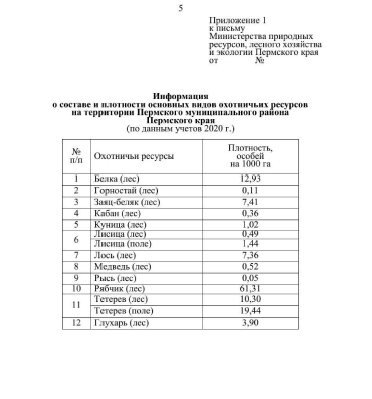 5
Приложение 1
к письму
Министерства природных
ресурсов, лесного хозяйства
и экологии Пермского края
от №
Информация
о составе и плотности основных видов охотничьих ресурсов
на территории Пермского муниципального района
Пермского края
(по данным учетов 2020 г.)
№ п/п Охотничьи ресурсы Плотность, особей на 1000 га
1 Белка (лес) 12,93
2 Горностай (лес) 0,11
3 Заяц-беляк (лес) 7,41
4 Кабан (лес) 0,36
5 Куница (лес) 1,02
6 Лисица (лес) 0,49
Лисица (поле) 1,44
7 Лось (лес) 7,36
8 Медведь (лес) 0,52
9 Рысь (лес) 0,05
10 Рябчик (лес) 61,31
11 Тетерев (лес) 10,30
Тетерев (поле) 19,44
12 Глухарь (лес) 3,90